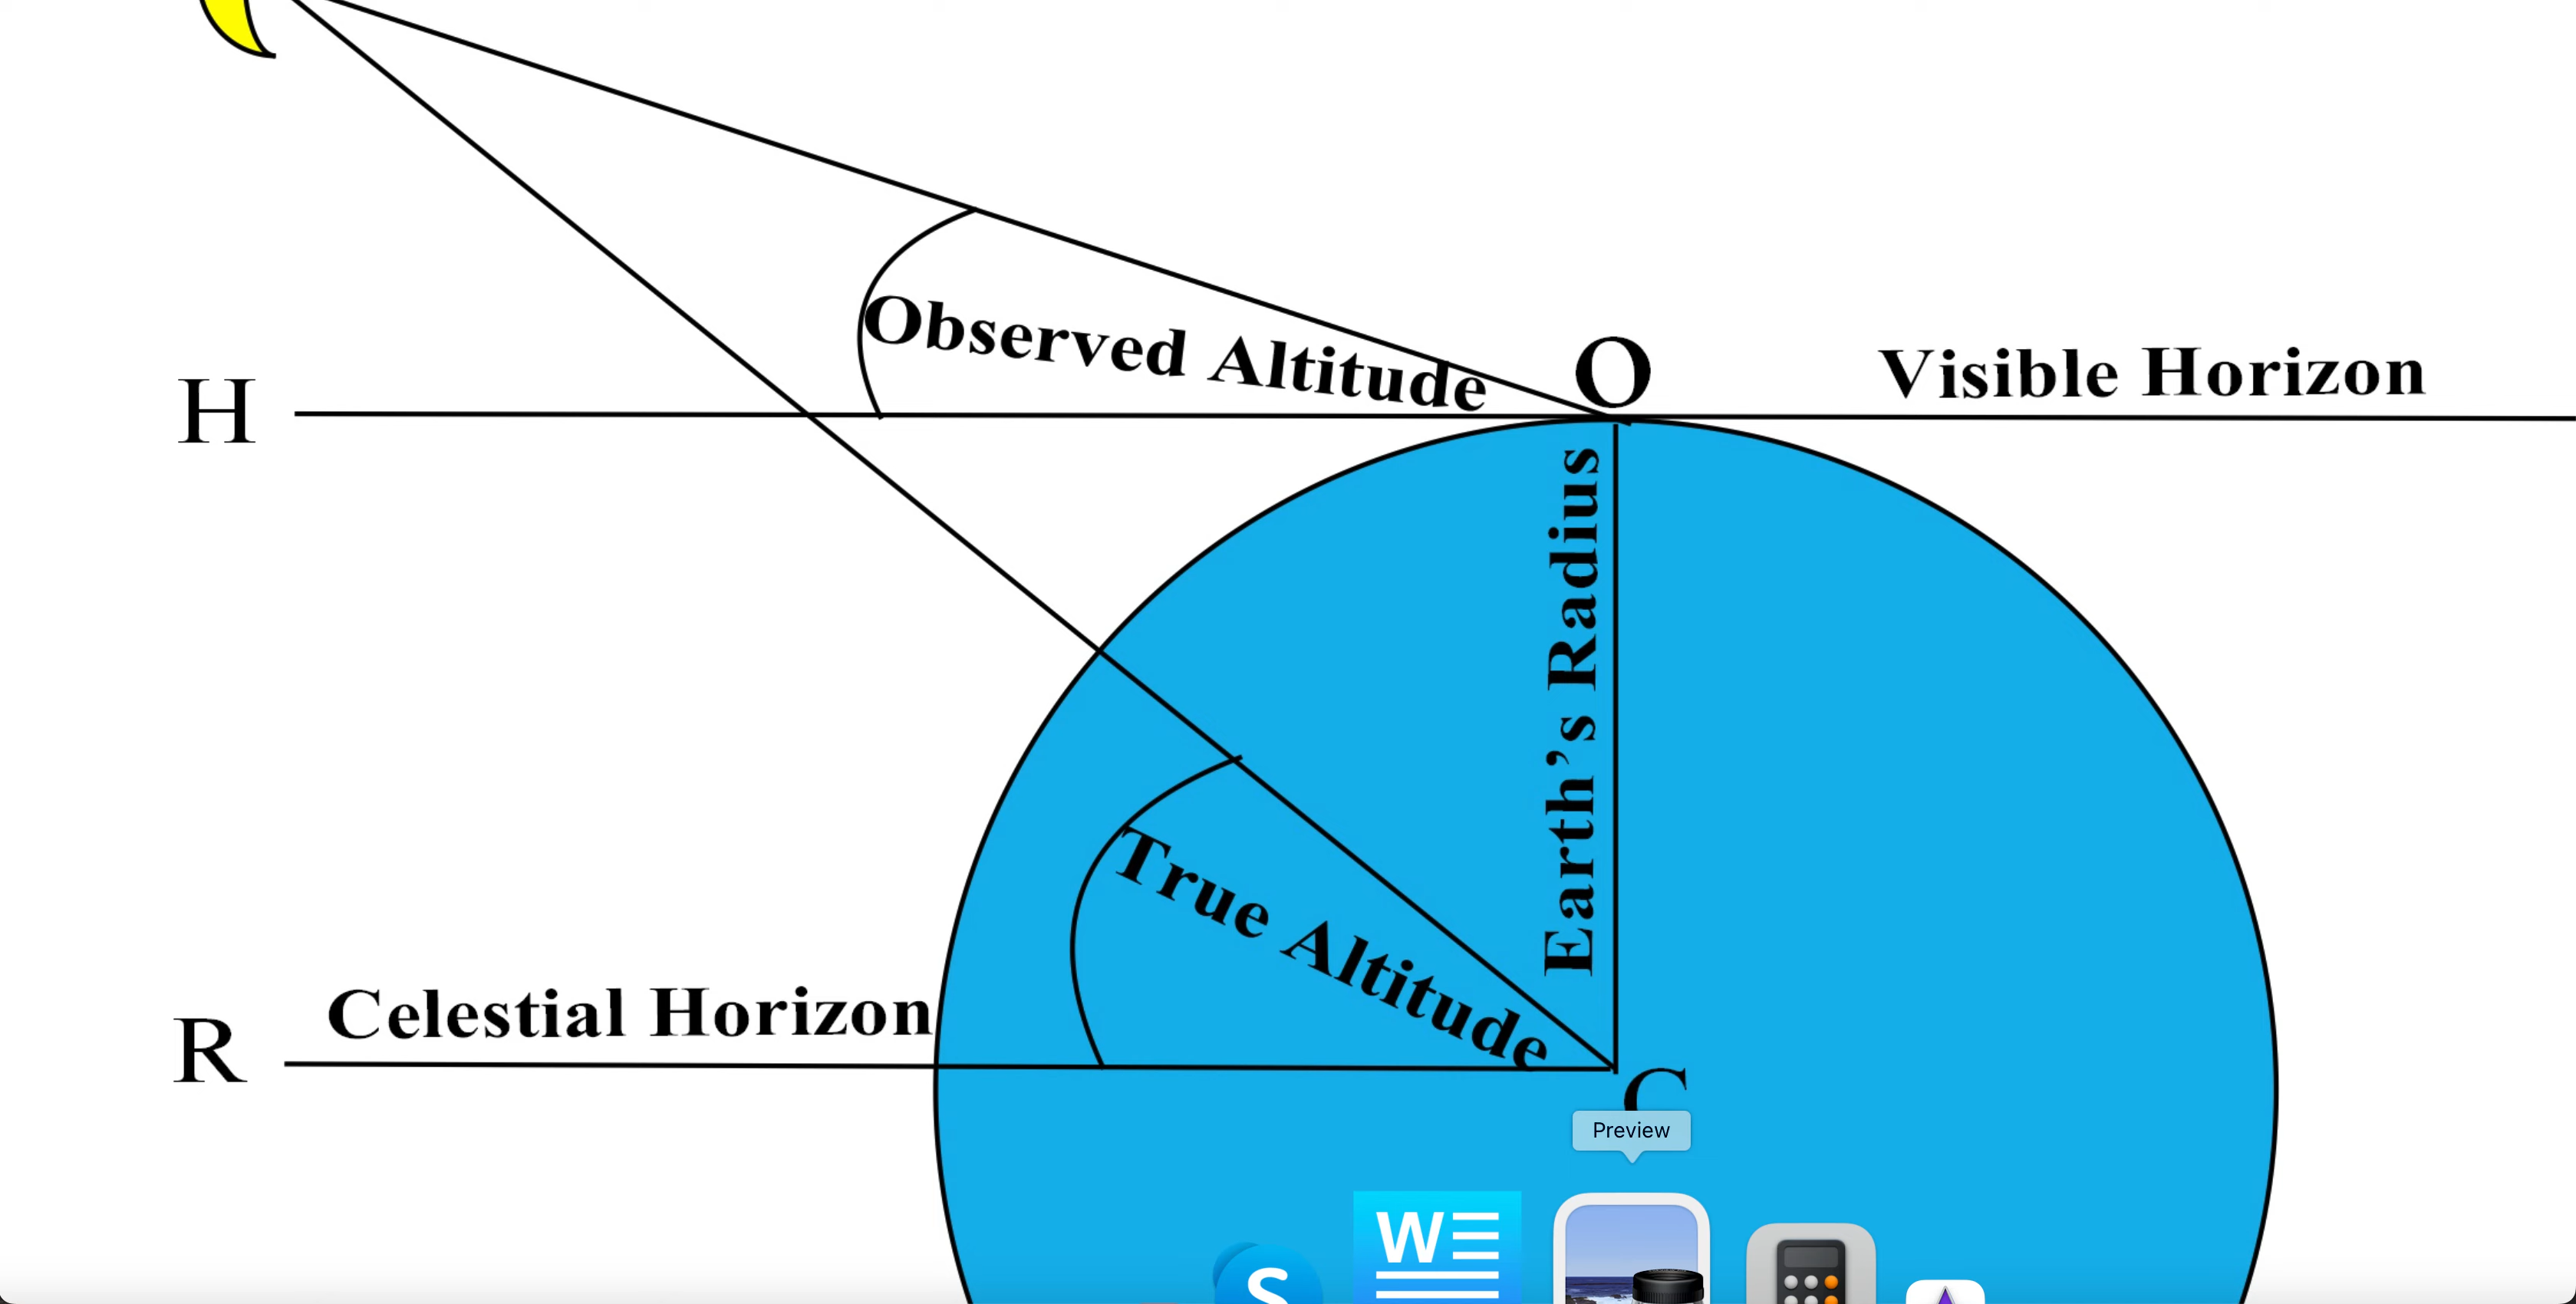 Observed Altitude
O
Visible Horizon
H
Earth's Radius
True Altitude
Celestial Horizon
R
C
Preview
W
S